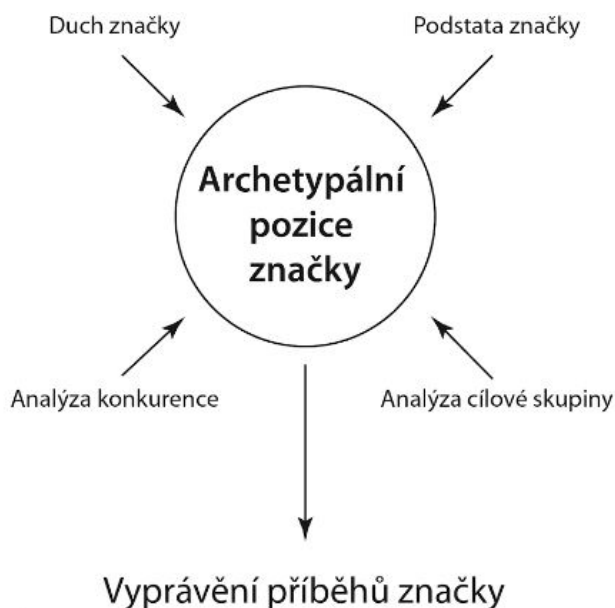 Duch značky
Podstata značky
Archetypální
pozice
značky
Analýza konkurence
Analýza cílové skupiny
Vyprávění příběhů značky